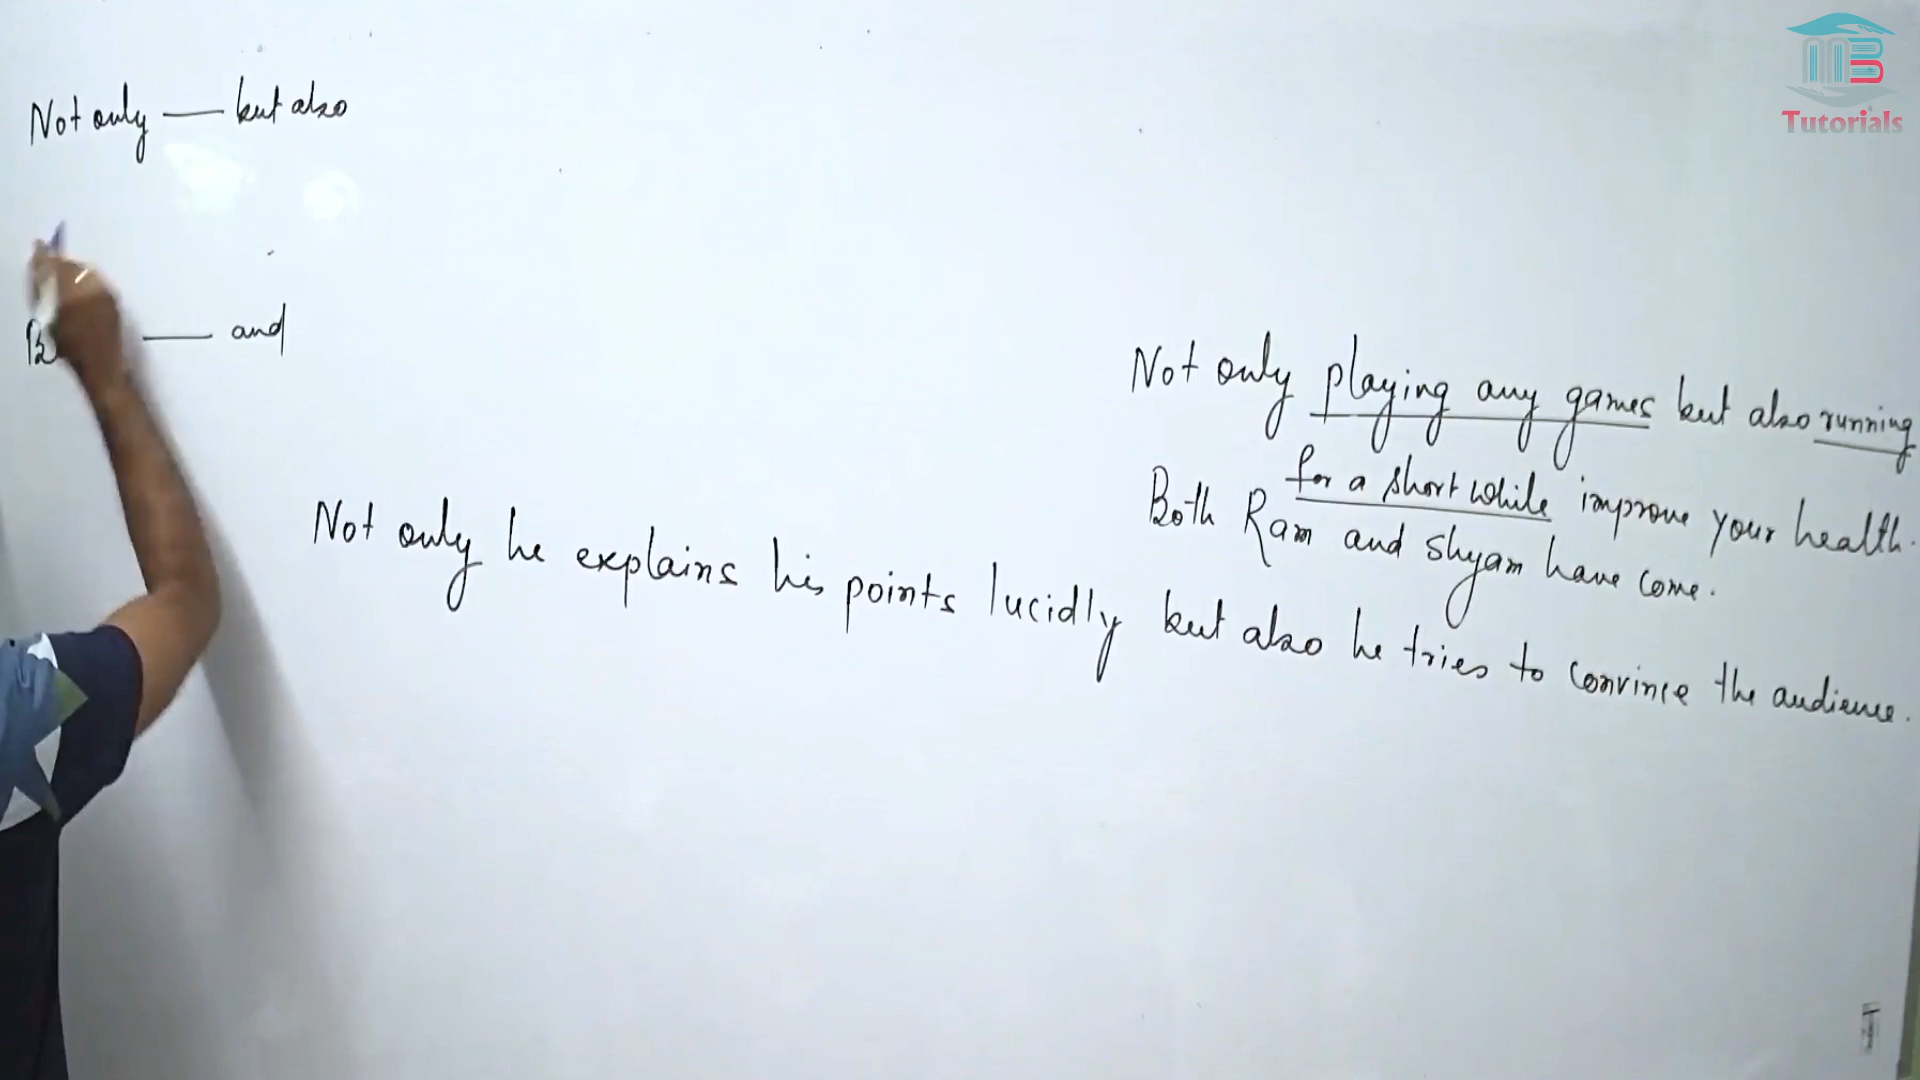 MB
Tutorials
Not only — but also
— and
Not only playing any games but also running
for a short while improve your health.
Both Ram and Shyam have come.
Not only he explains his points lucidly but also he tries to convince the audience.